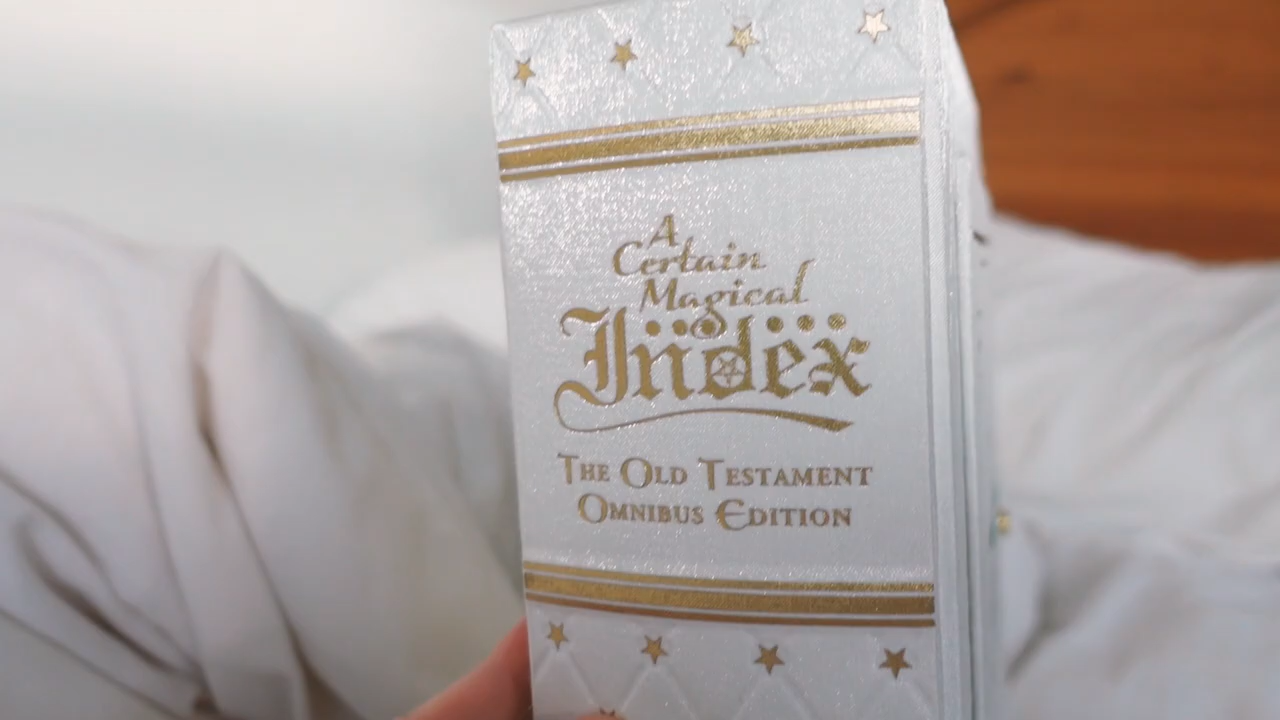 A
Certain
Magical
Index
The Old Testament
Omnibus Edition